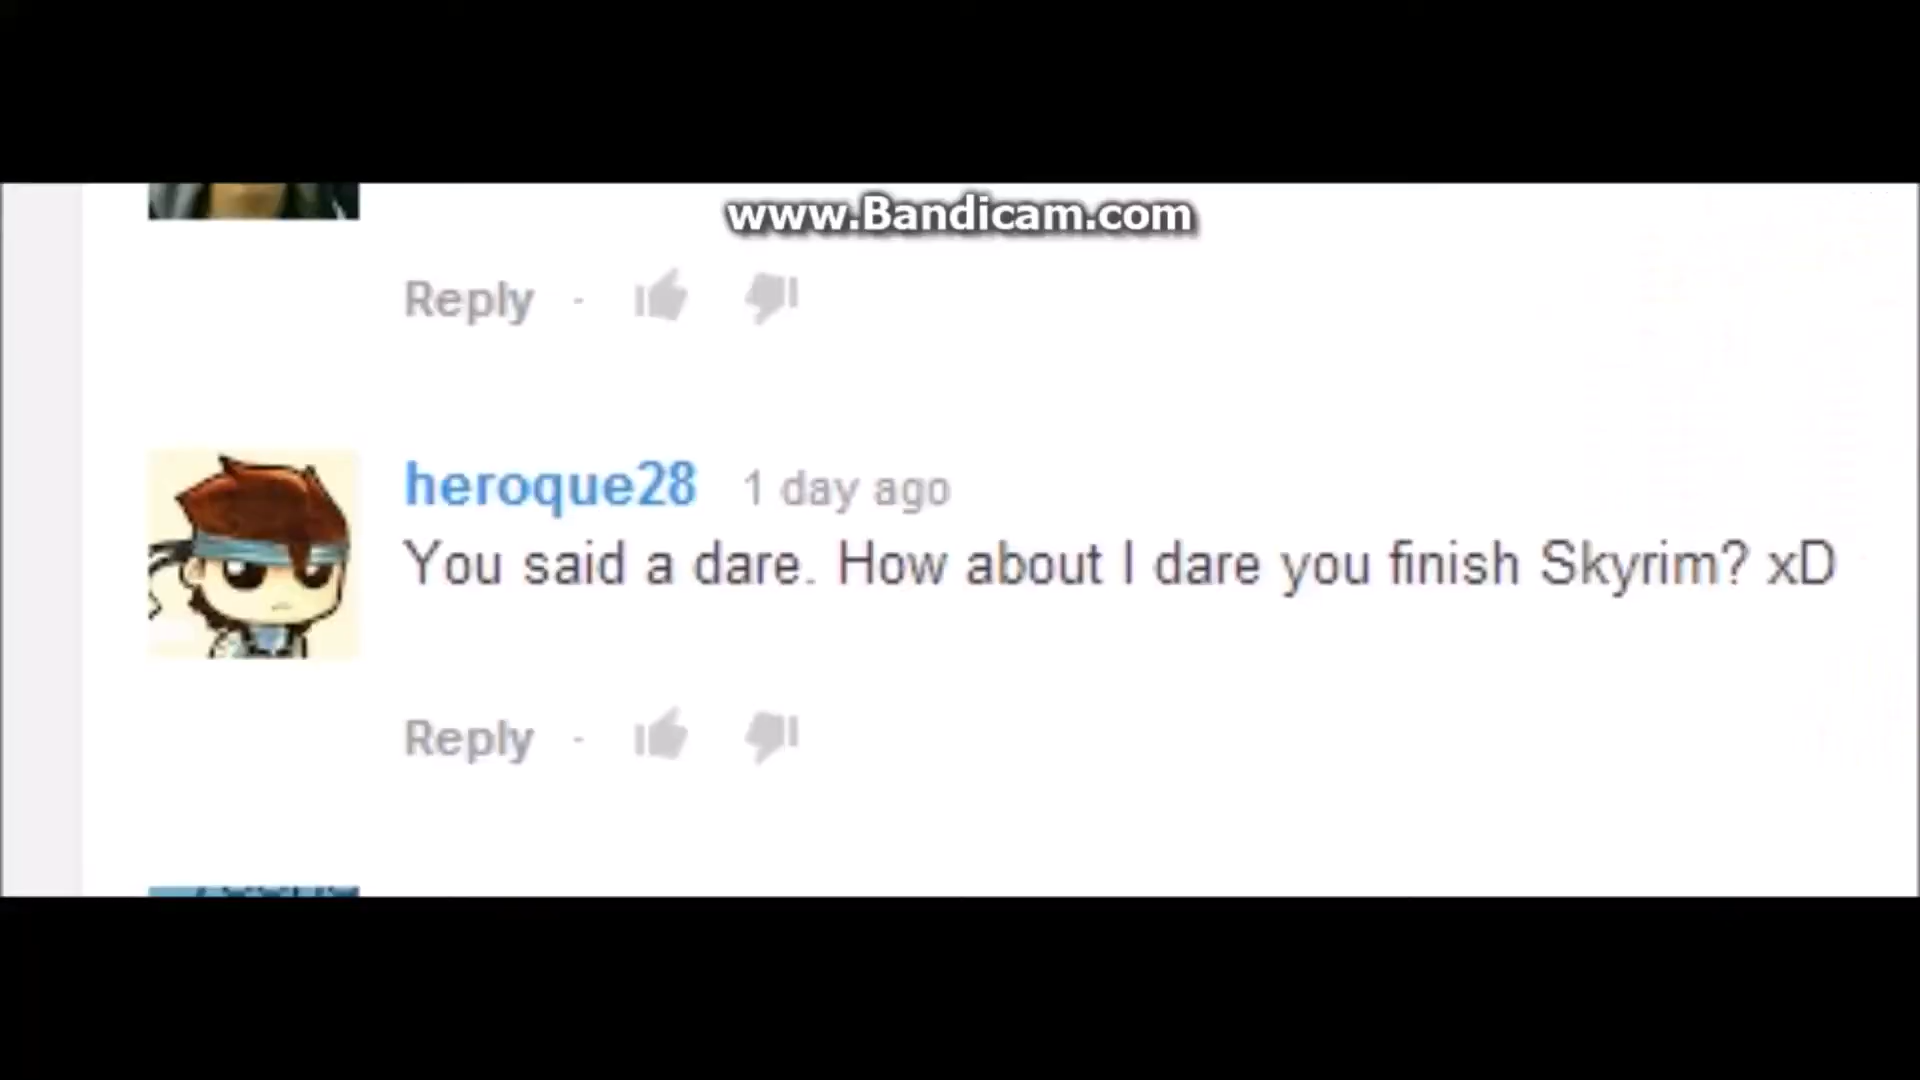 www.Bandicam.com
Reply -
heroque28 1 day ago
You said a dare. How about I dare you finish Skyrim? xD
Reply -